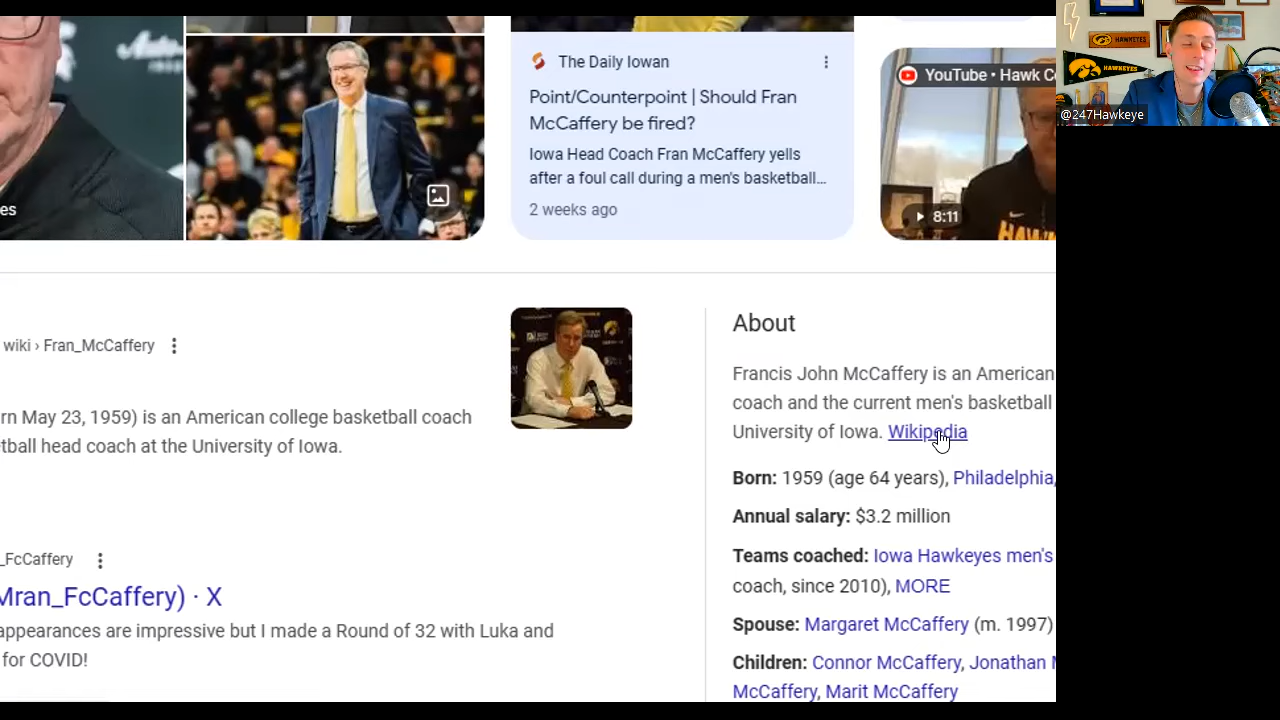 es
The Daily Iowan
Point/Counterpoint | Should Fran
McCaffery be fired?
Iowa Head Coach Fran McCaffery yells
after a foul call during a men's basketball...
2 weeks ago
YouTube • Hawk C
8:11
HAWKEYES
HAWKEYES
@247Hawkeye
wiki › Fran_McCaffery
rn May 23, 1959) is an American college basketball coach
tball head coach at the University of Iowa.
_FcCaffery
Mran_FcCaffery) · X
appearances are impressive but I made a Round of 32 with Luka and
for COVID!
About
Francis John McCaffery is an American
coach and the current men's basketball
University of Iowa. Wikipedia
Born: 1959 (age 64 years), Philadelphia,
Annual salary: $3.2 million
Teams coached: Iowa Hawkeyes men's
coach, since 2010), MORE
Spouse: Margaret McCaffery (m. 1997)
Children: Connor McCaffery, Jonathan
McCaffery, Marit McCaffery